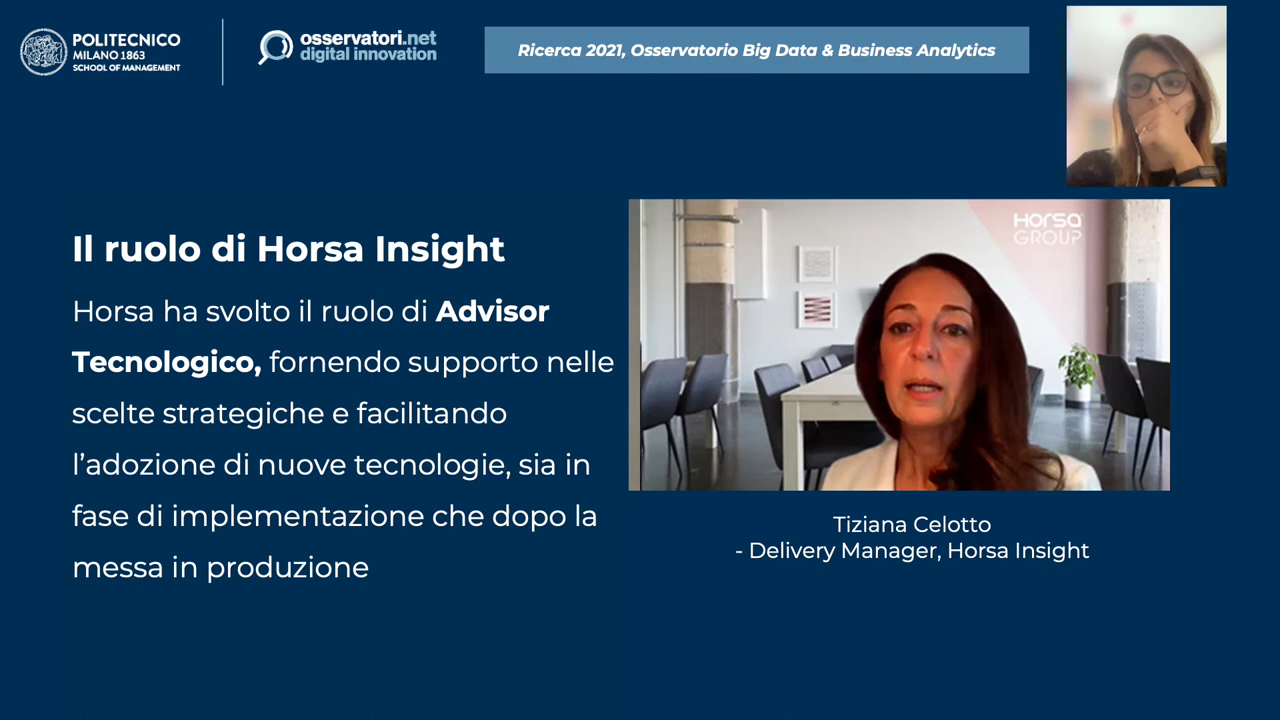 POLITECNICO
MILANO 1863
SCHOOL OF MANAGEMENT
osservatori.net
digital innovation
Ricerca 2021, Osservatorio Big Data & Business Analytics
Il ruolo di Horsa Insight
Horsa ha svolto il ruolo di Advisor
Tecnologico, fornendo supporto nelle
scelte strategiche e facilitando
l’adozione di nuove tecnologie, sia in
fase di implementazione che dopo la
messa in produzione
Horsa
GROUP
Tiziana Celotto
- Delivery Manager, Horsa Insight